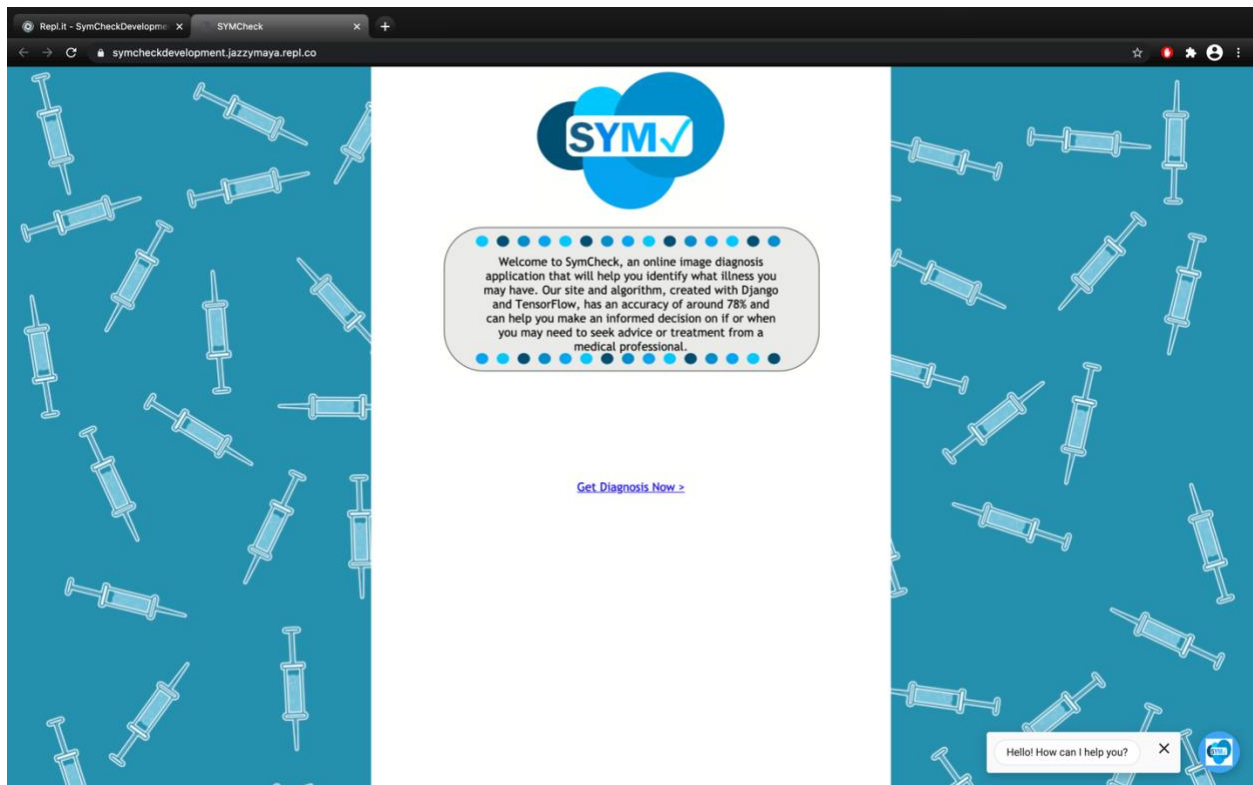 Repl.it - SymCheckDevelopme
SYMCheck
symcheckdevelopment.jazzymaya.repl.co
SYM✓
Welcome to SymCheck, an online image diagnosis
application that will help you identify what illness you
may have. Our site and algorithm, created with Django
and TensorFlow, has an accuracy of around 78% and
can help you make an informed decision on if or when
you may need to seek advice or treatment from a
medical professional.
Get Diagnosis Now >
Hello! How can I help you?
SYM